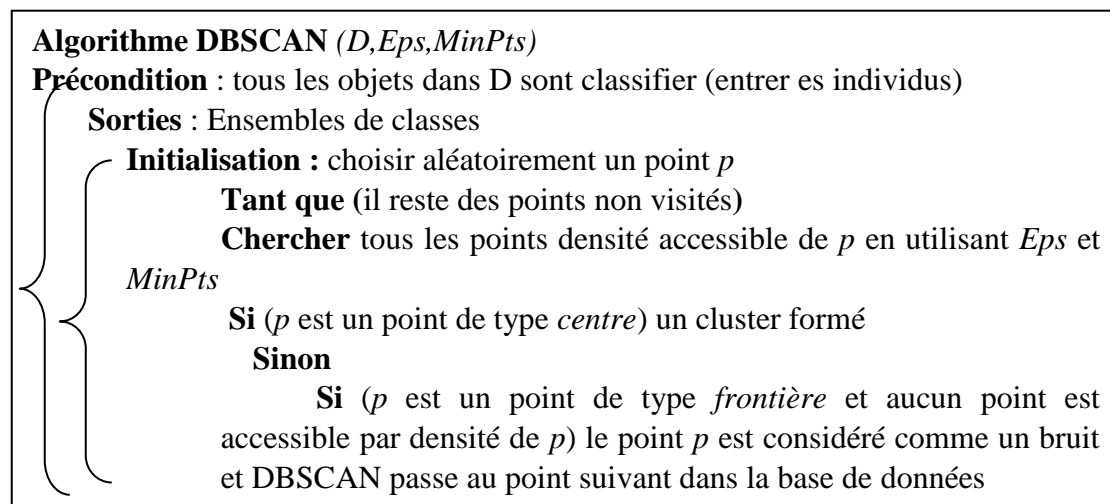 Algorithme DBSCAN (D,Eps,MinPts)
Précondition : tous les objets dans D sont classifier (entrer es individus)
Sorties : Ensembles de classes
Initialisation : choisir aléatoirement un point p
Tant que (il reste des points non visités)
Chercher tous les points densité accessible de p en utilisant Eps et
MinPts
Si (p est un point de type centre) un cluster formé
Sinon
Si (p est un point de type frontière et aucun point est
accessible par densité de p) le point p est considéré comme un bruit
et DBSCAN passe au point suivant dans la base de données